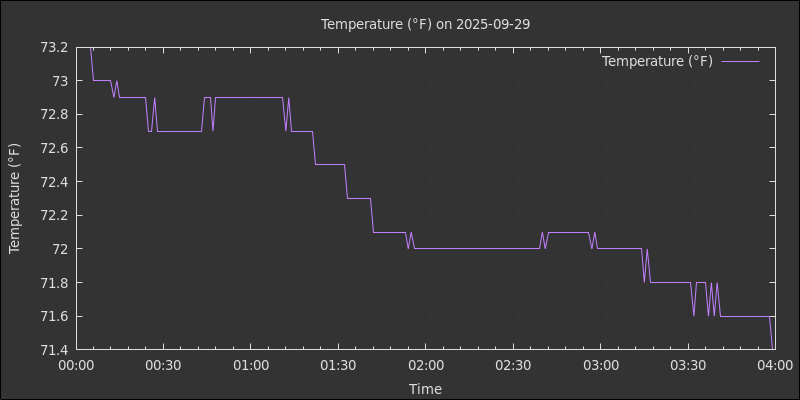 Temperature (°F) on 2025-09-29
Temperature (°F)
73.2
73
72.8
72.6
72.4
72.2
72
71.8
71.6
71.4
Temperature (°F)
00:00 00:30 01:00 01:30 02:00 02:30 03:00 03:30 04:00
Time